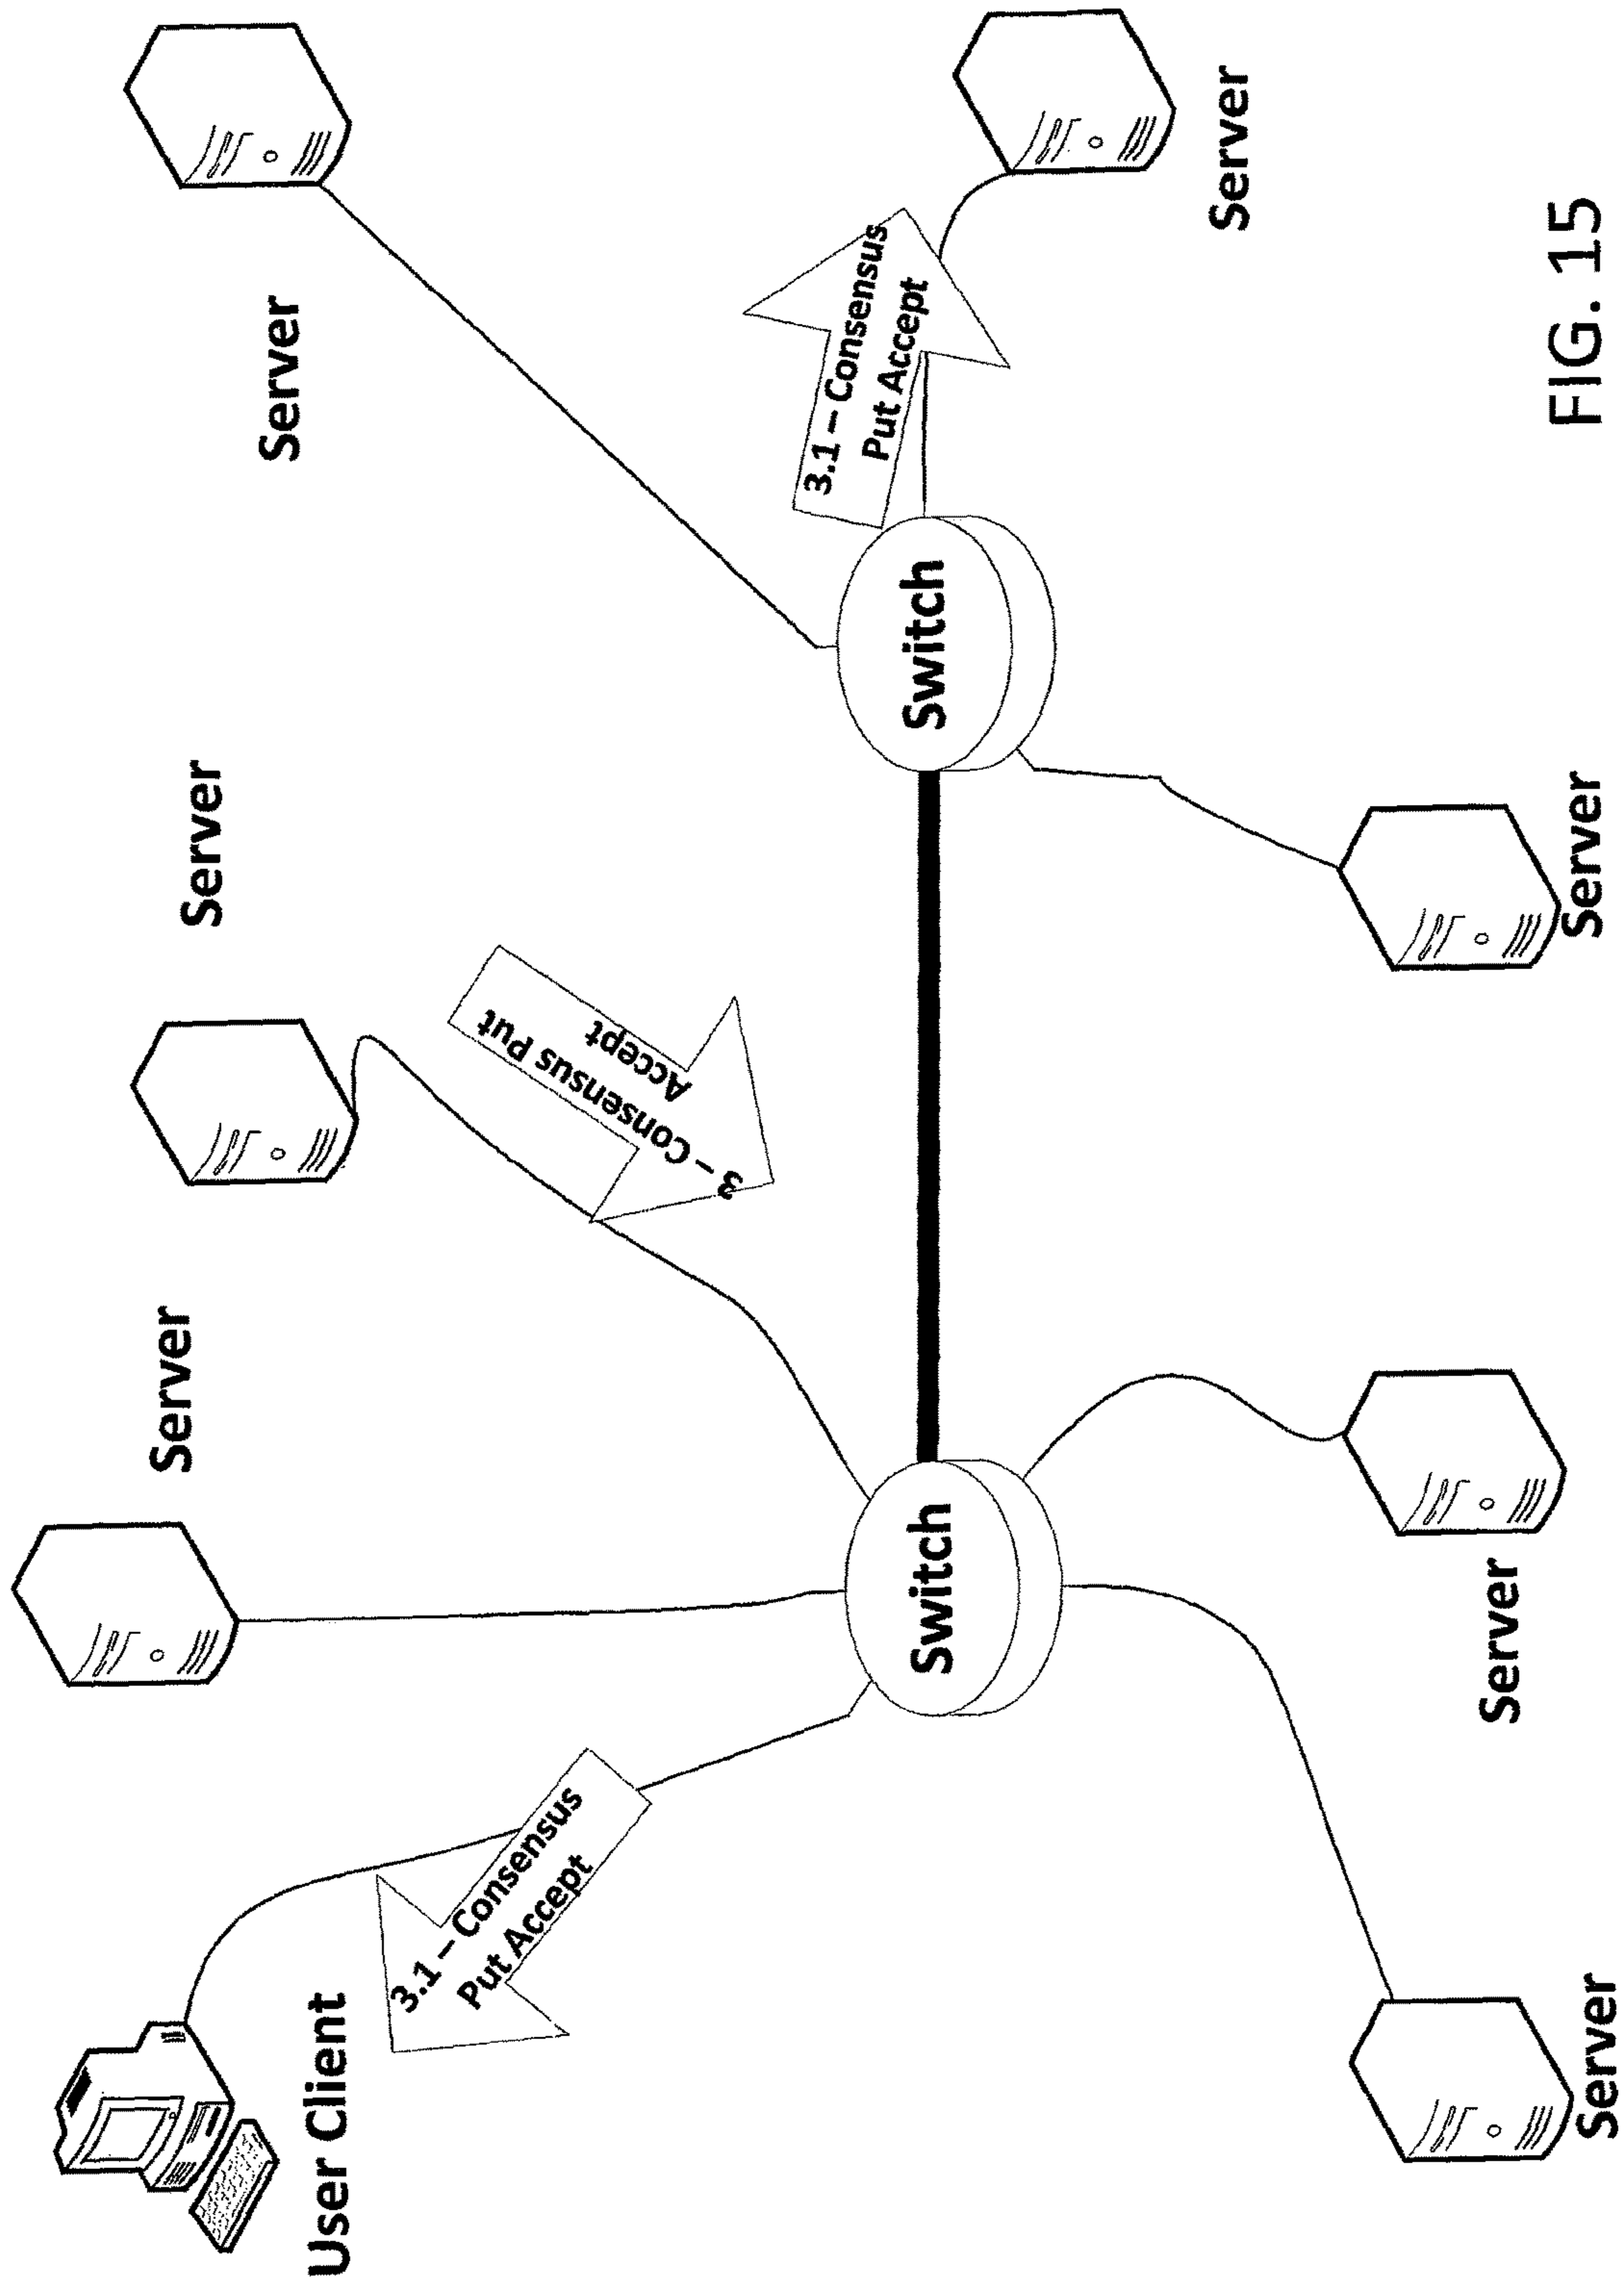 User Client
Server
Server
Server
3.1 – Consensus
Put Accept
3 – Consensus Put
Accept
3.1 – Consensus
Put Accept
Switch
Switch
Server
Server
Server
Server
FIG. 15